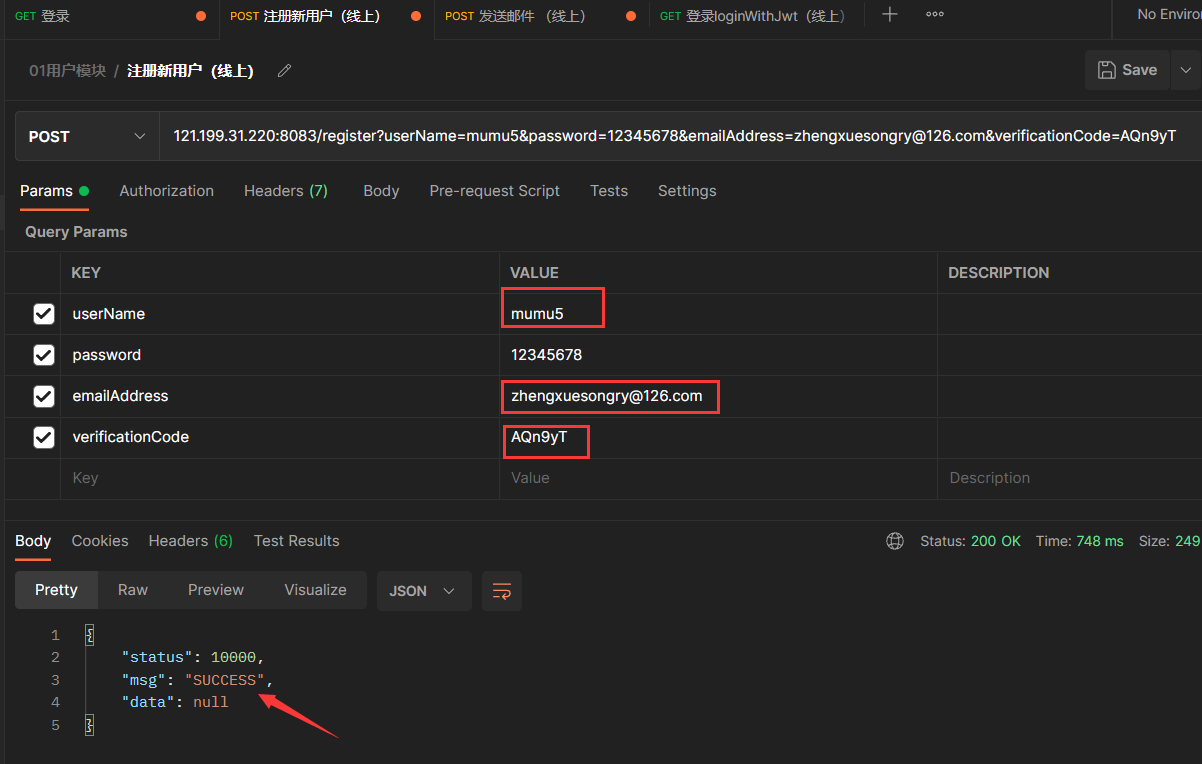 GET 登录
POST 注册新用户（线上）
POST 发送邮件 （线上）
GET 登录loginWithJwt（线上）
No Enviro
01用户模块 / 注册新用户（线上）
Save
POST
121.199.31.220:8083/register?userName=mumu5&password=12345678&emailAddress=zhengxuesongry@126.com&verificationCode=AQn9yT
Params Authorization Headers (7) Body Pre-request Script Tests Settings
Query Params
KEY VALUE DESCRIPTION
userName mumu5
password 12345678
emailAddress zhengxuesongry@126.com
verificationCode AQn9yT
Key Value Description
Body Cookies Headers (6) Test Results Status: 200 OK Time: 748 ms Size: 249
Pretty Raw Preview Visualize JSON
1 {
2 "status": 10000,
3 "msg": "SUCCESS",
4 "data": null
5 }